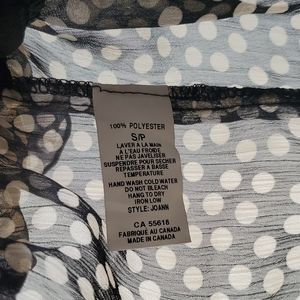 100% POLYESTER
S/P
LAVER A LA MAIN
A L'EAU FROIDE
NE PAS JAVELISER
SUSPENDRE POUR SECHER
REPASSER A BASSE
TEMPERATURE
HAND WASH COLD WATER
DO NOT BLEACH
HANG TO DRY
IRON LOW
STYLE: JOANN
CA 55618
FABRIQUE AU CANADA
MADE IN CANADA